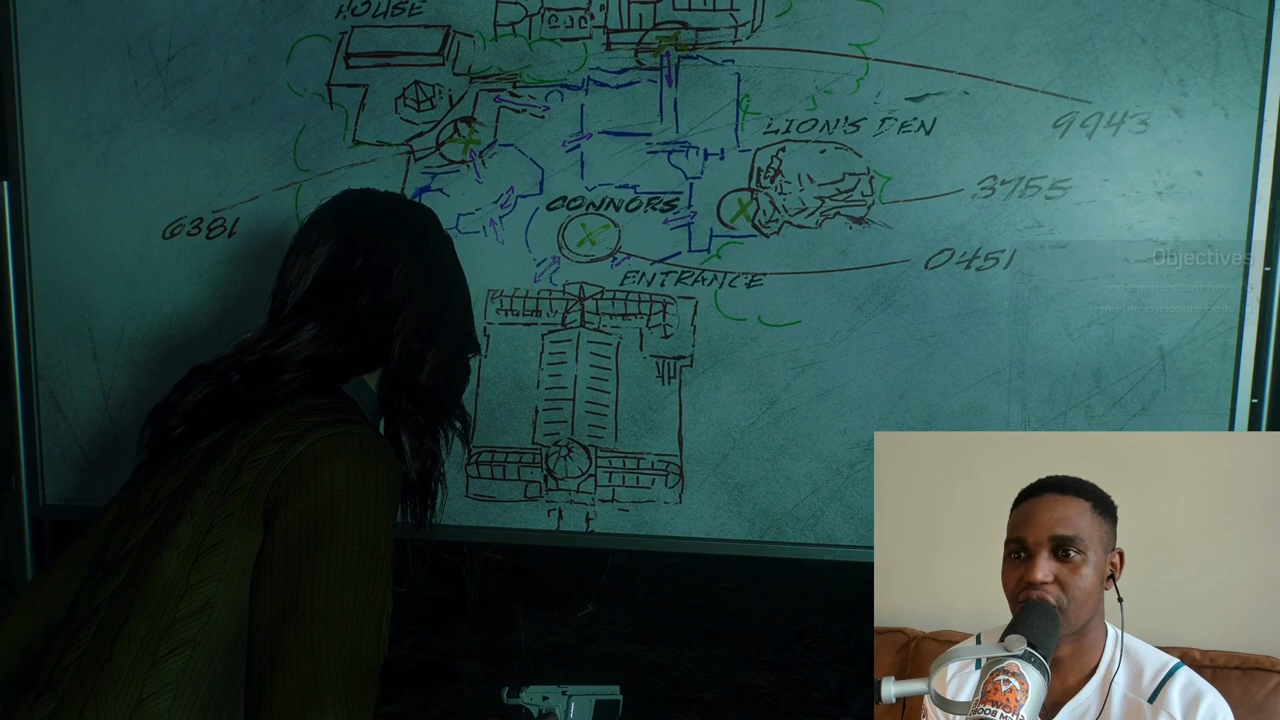 HOUSE
9943
LION'S DEN
3755
6381
CONNORS
0451
ENTRANCE
Objectives